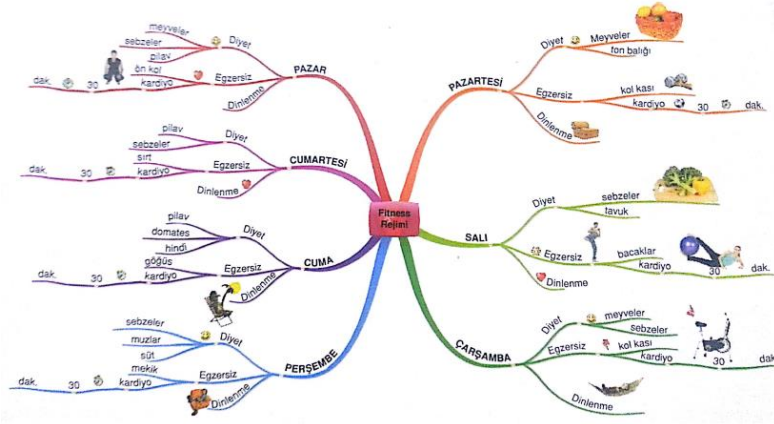 Fitness
Rejimi
PAZARTESİ
Diyet
Meyveler
ton balığı
Egzersiz
kol kası
kardiyo
30
dak.
Dinlenme
SALI
Diyet
sebzeler
tavuk
Egzersiz
bacaklar
kardiyo
30
dak.
Dinlenme
ÇARŞAMBA
Diyet
meyveler
sebzeler
Egzersiz
kol kası
kardiyo
30
dak
Dinlenme
PERŞEMBE
Diyet
sebzeler
muzlar
süt
Egzersiz
mekik
kardiyo
30
dak.
Dinlenme
CUMA
Diyet
pilav
domates
hindi
Egzersiz
göğüs
kardiyo
30
dak.
Dinlenme
CUMARTESİ
Diyet
pilav
sebzeler
Egzersiz
sırt
kardiyo
30
dak.
Dinlenme
PAZAR
Diyet
meyveler
sebzeler
pilav
Egzersiz
ön kol
kardiyo
30
dak.
Dinlenme